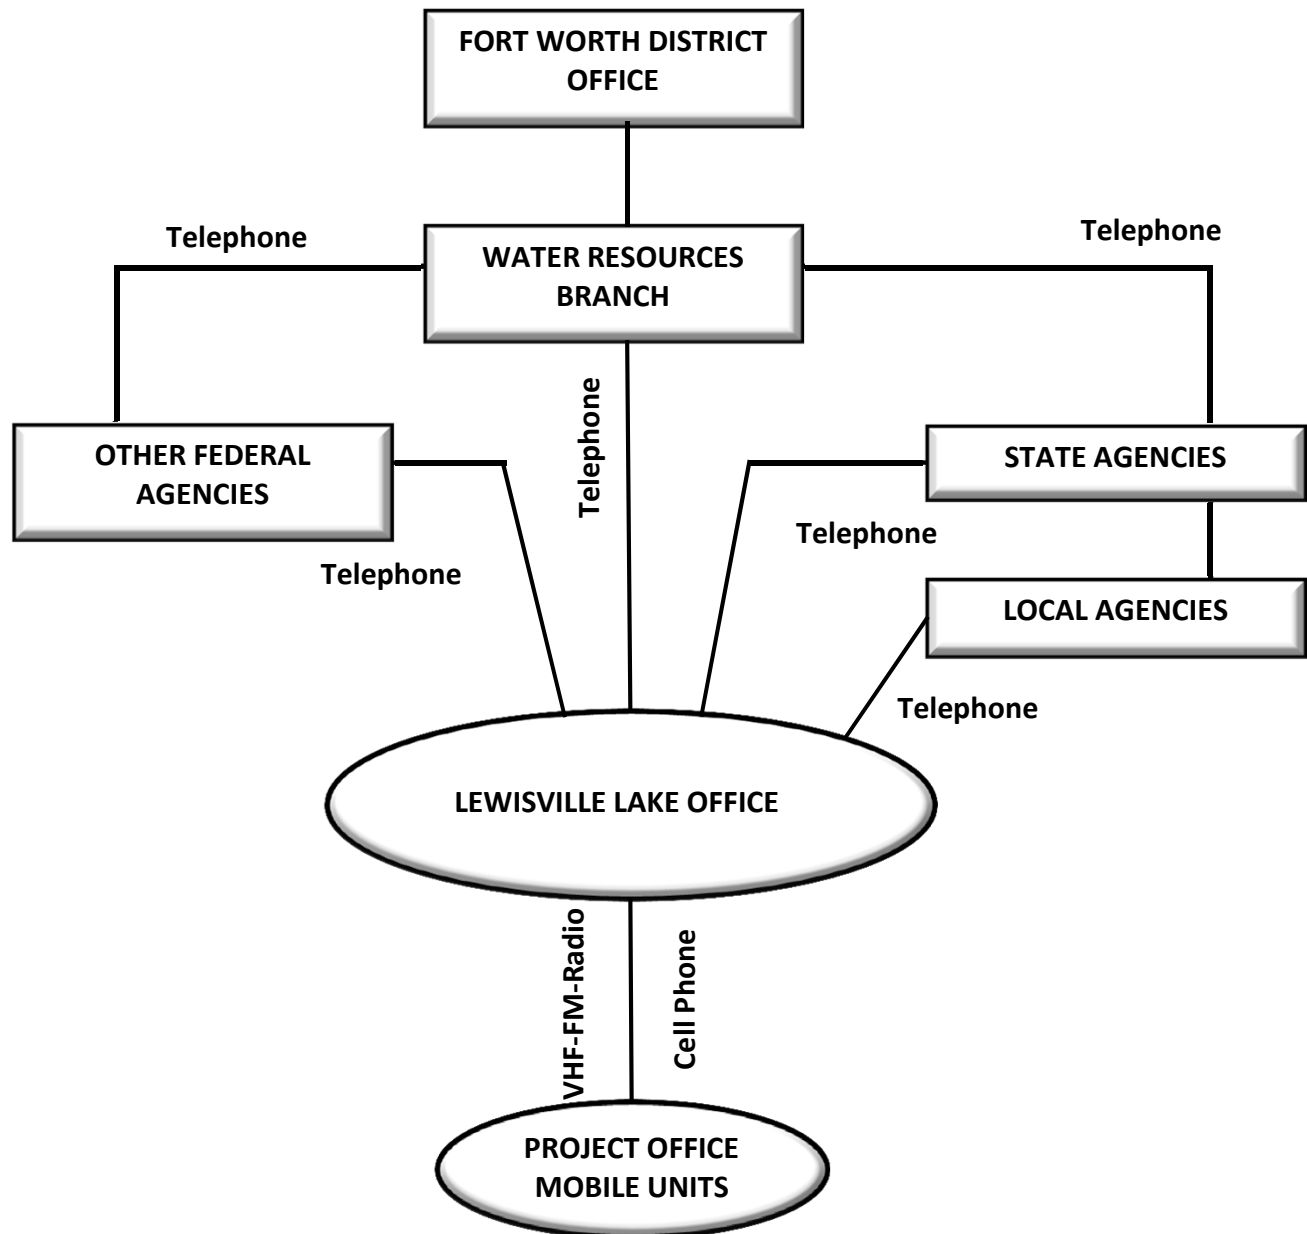 FORT WORTH DISTRICT
OFFICE
Telephone
Telephone
WATER RESOURCES
BRANCH
Telephone
OTHER FEDERAL
AGENCIES
STATE AGENCIES
Telephone
Telephone
LOCAL AGENCIES
Telephone
LEWISVILLE LAKE OFFICE
VHF-FM-Radio
Cell Phone
PROJECT OFFICE
MOBILE UNITS